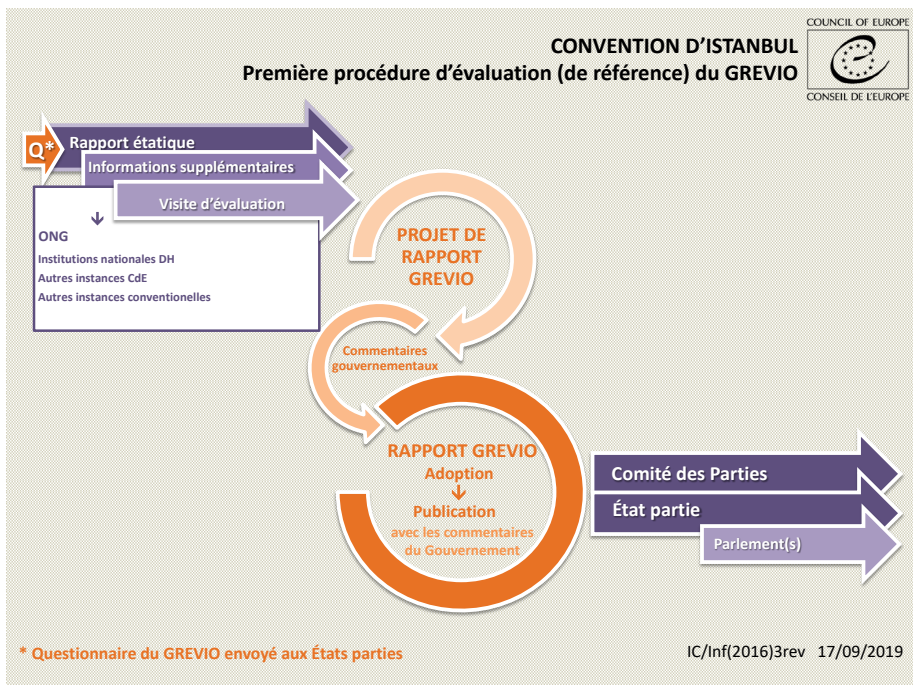 COUNCIL OF EUROPE
CONSEIL DE L'EUROPE
CONVENTION D'ISTANBUL
Première procédure d'évaluation (de référence) du GREVIO
Q*
Rapport étatique
Informations supplémentaires
Visite d'évaluation
↓
ONG
Institutions nationales DH
Autres instances CdE
Autres instances conventionelles
PROJET DE
RAPPORT
GREVIO
Commentaires
gouvernementaux
RAPPORT GREVIO
Adoption
↓
Publication
avec les commentaires
du Gouvernement
Comité des Parties
État partie
Parlement(s)
* Questionnaire du GREVIO envoyé aux États parties
IC/Inf(2016)3rev 17/09/2019